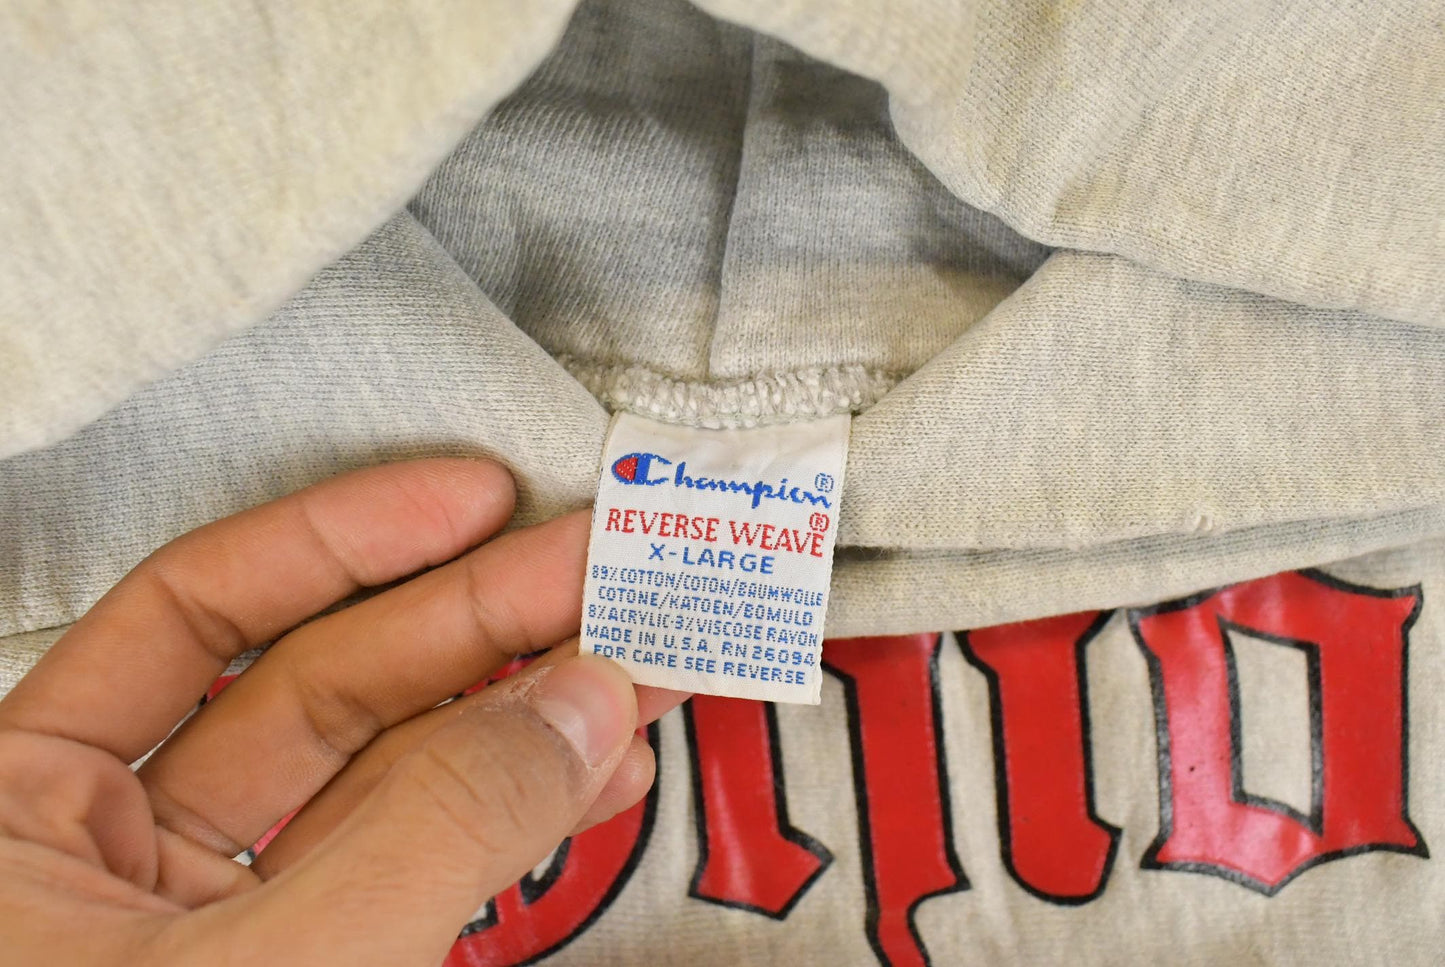 Champion®
REVERSE WEAVE®
X-LARGE
89% COTTON/COTON/BAUMWOLLE
COTONE/KATOEN/BOMULD
8% ACRYLIC-3% VISCOSE RAYON
MADE IN U.S.A. RN 26094
FOR CARE SEE REVERSE
Ohio